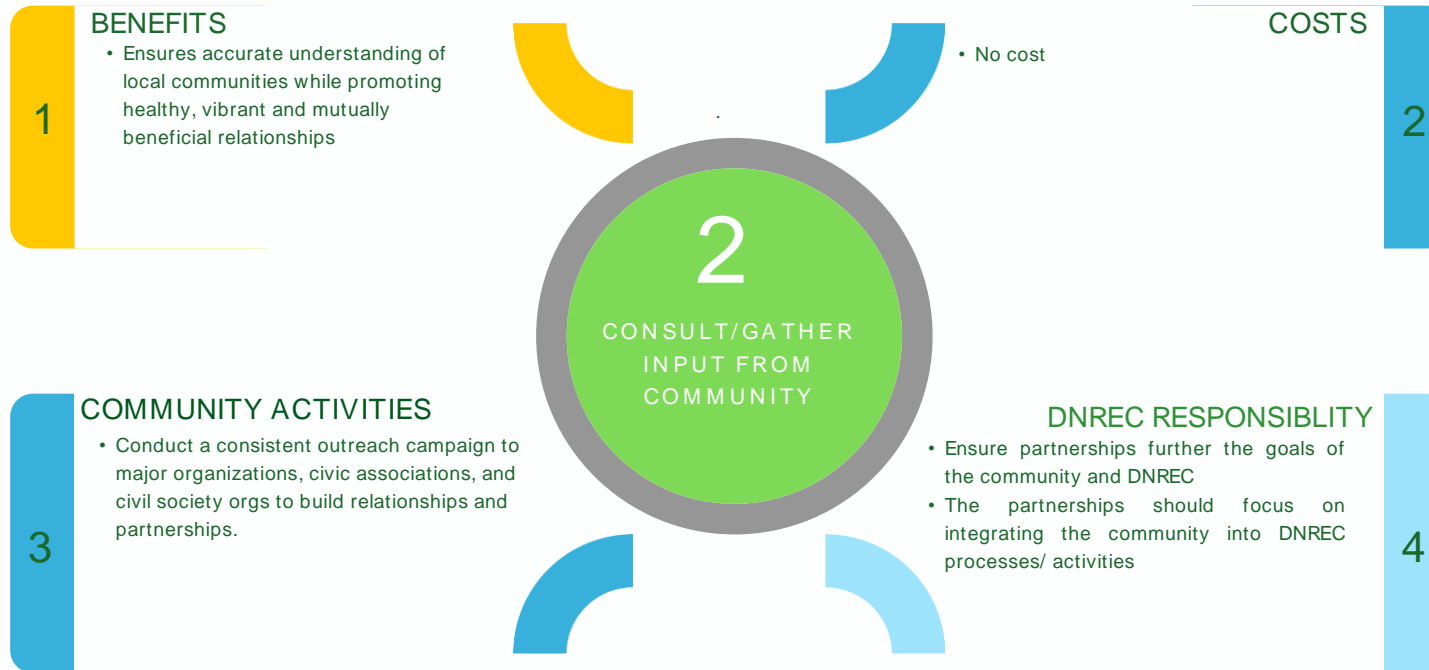 BENEFITS
• Ensures accurate understanding of
local communities while promoting
healthy, vibrant and mutually
beneficial relationships
1
COSTS
• No cost
2
.
2
CONSULT/GATHER
INPUT FROM
COMMUNITY
COMMUNITY ACTIVITIES
• Conduct a consistent outreach campaign to
major organizations, civic associations, and
civil society orgs to build relationships and
partnerships.
3
DNREC RESPONSIBLITY
• Ensure partnerships further the goals of
the community and DNREC
• The partnerships should focus on
integrating the community into DNREC
processes/ activities
4